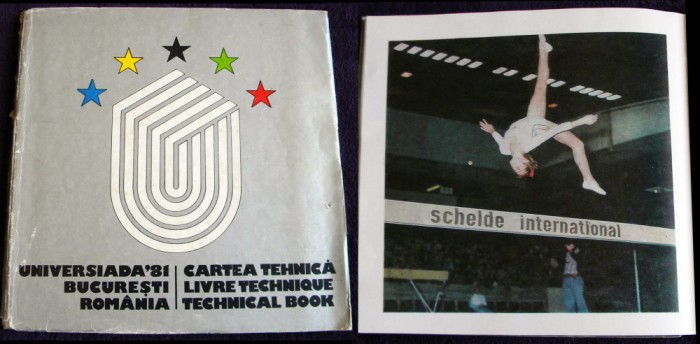 UNIVERSIADA'81
BUCUREȘTI
ROMÂNIA
CARTEA TEHNICĂ
LIVRE TECHNIQUE
TECHNICAL BOOK
schelde international